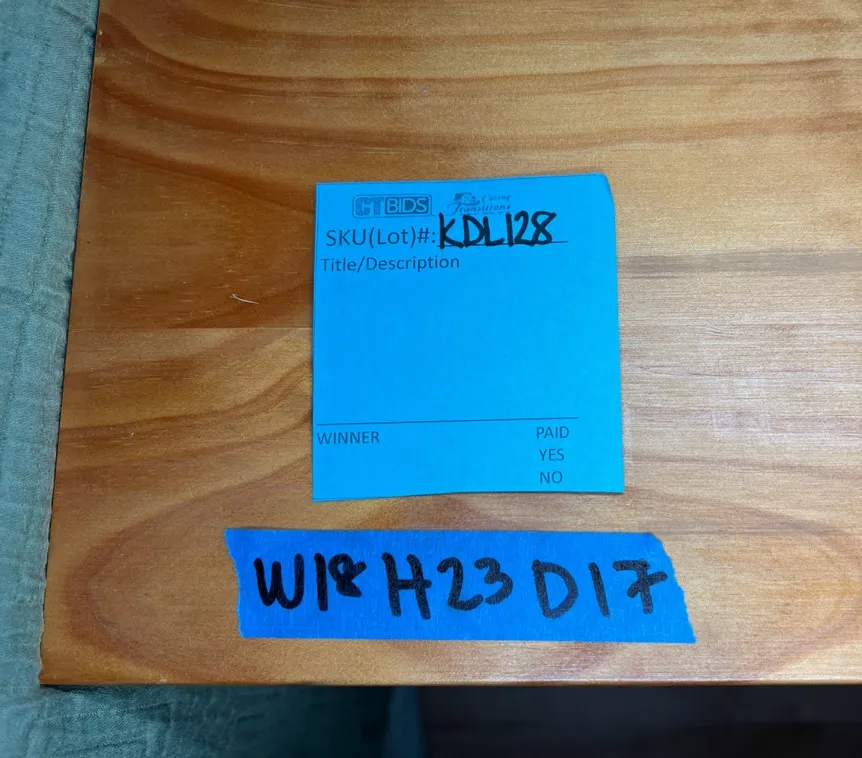 CTBIDS Caring Transitions
SKU(Lot)#: KDL128
Title/Description
WINNER PAID
YES
NO
W18 H23 D17